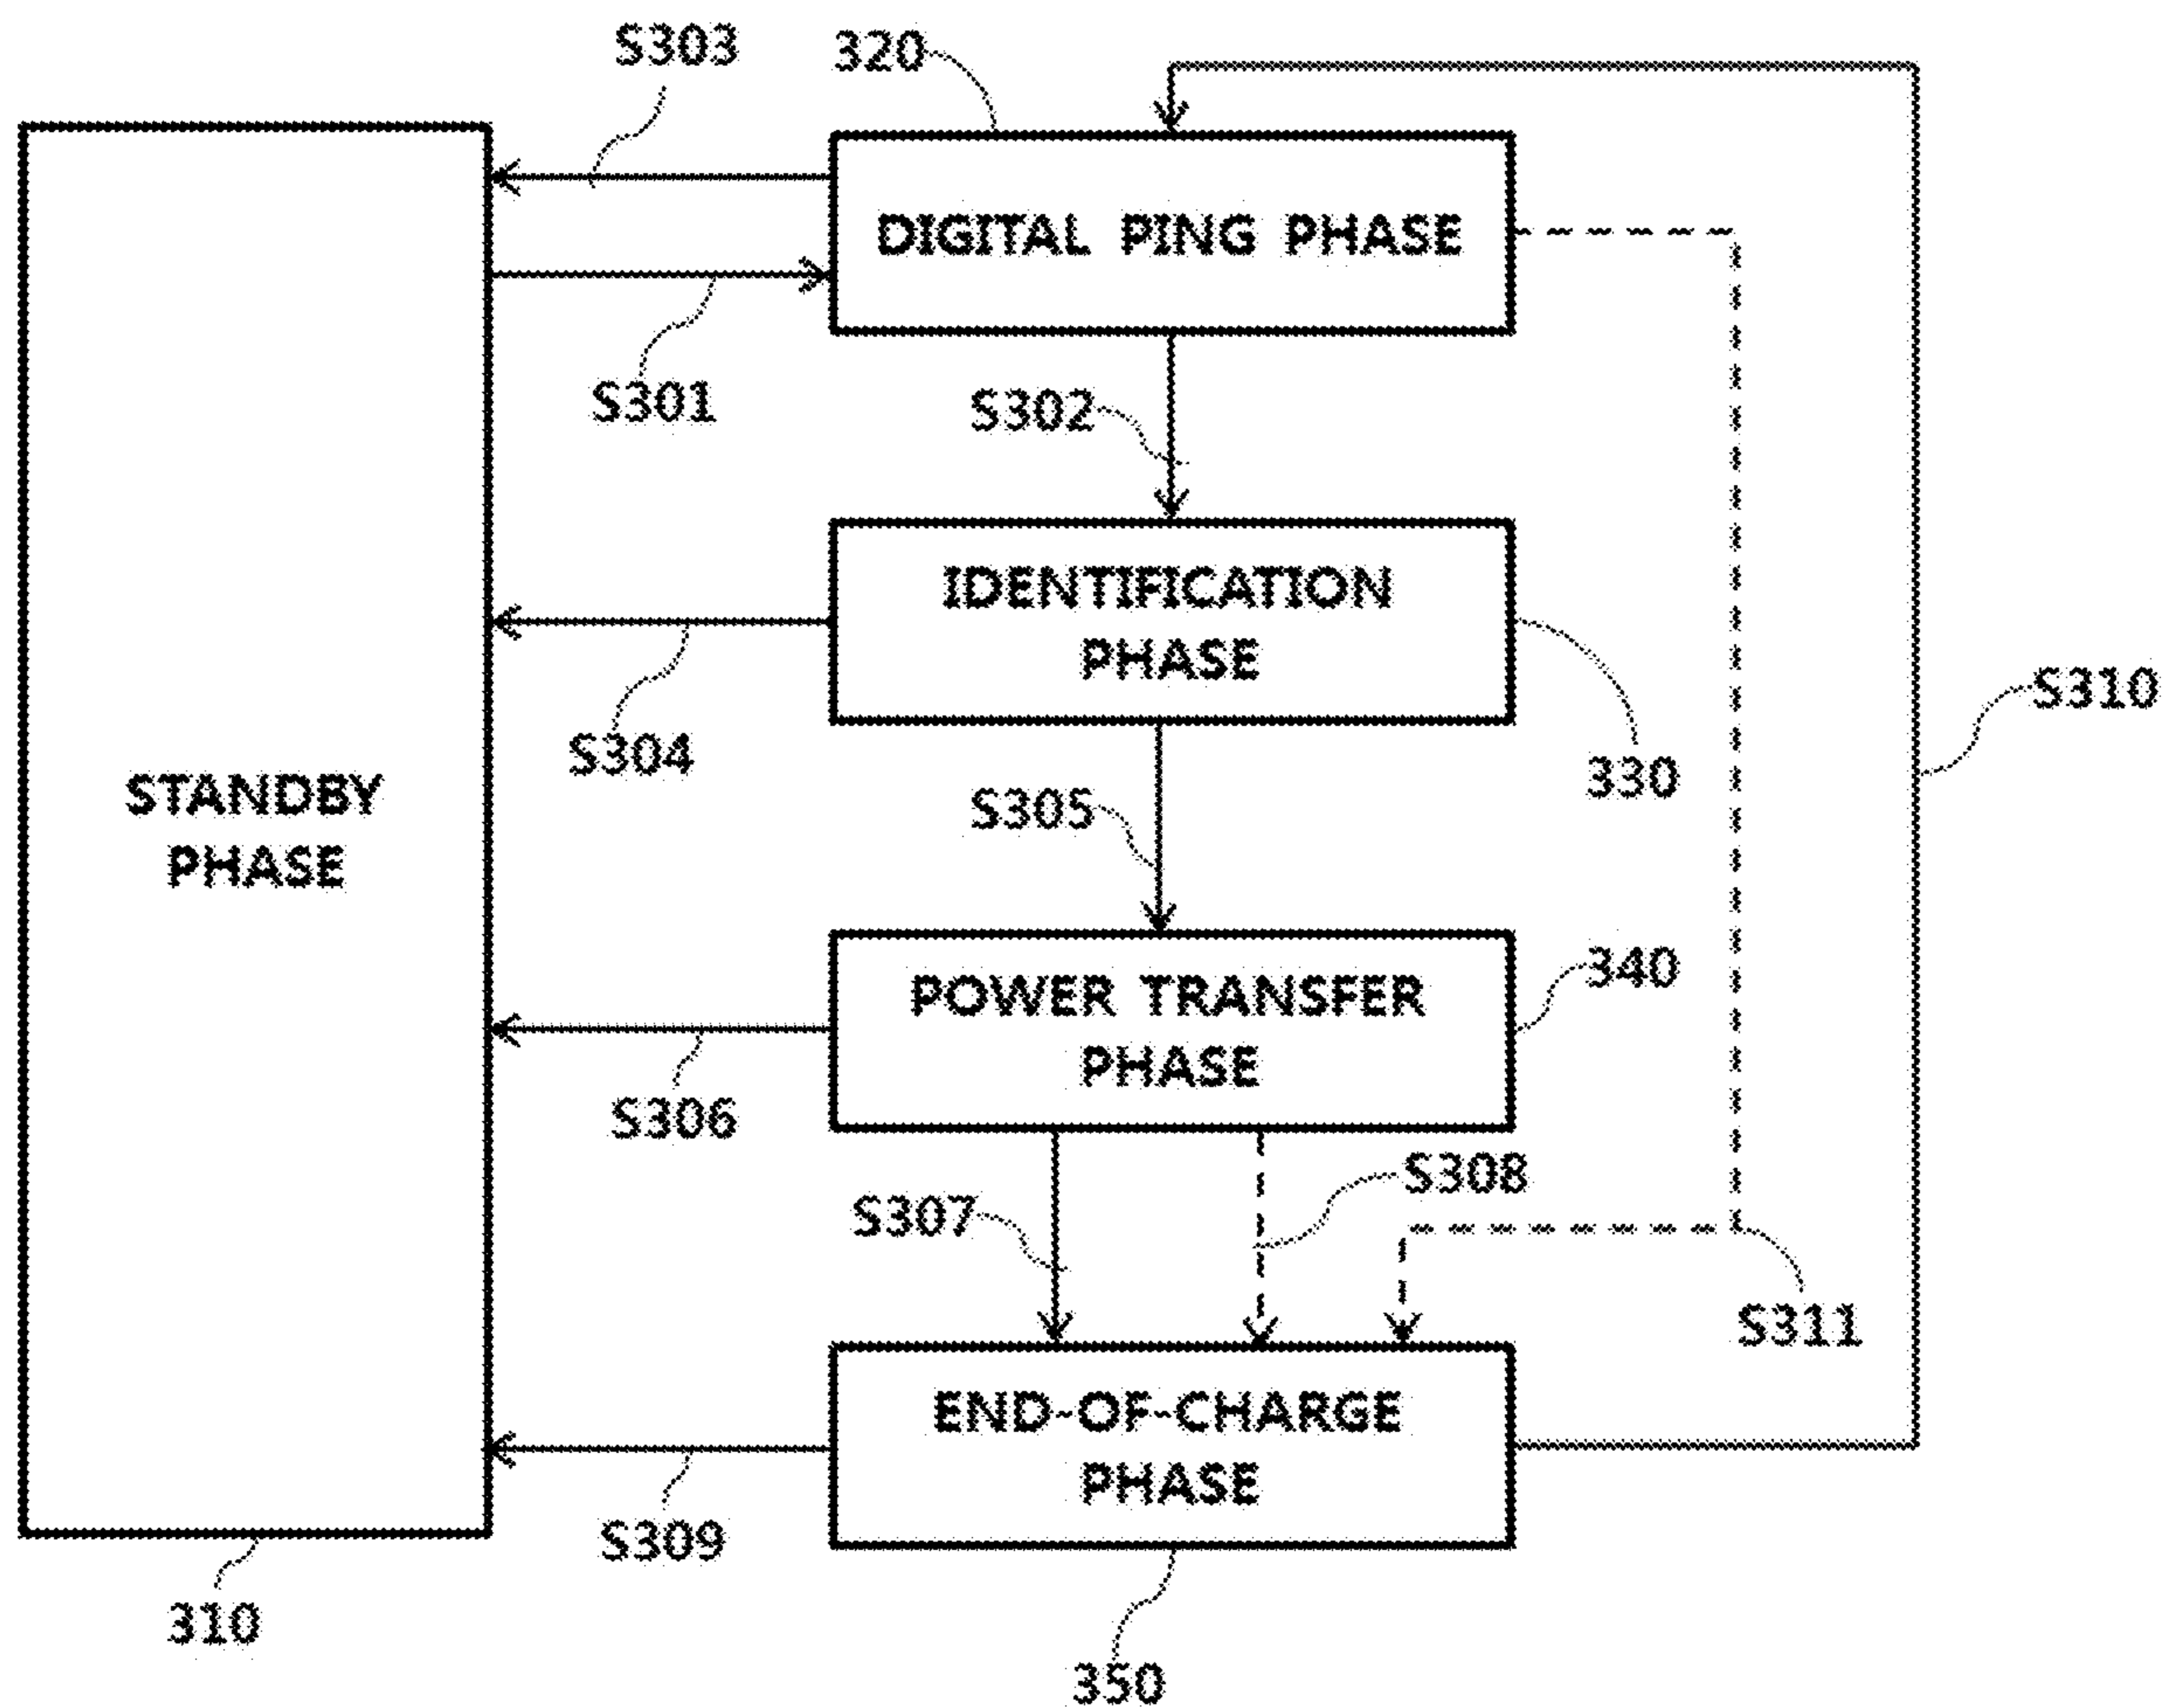 S303
320
DIGITAL PING PHASE
S301
S302
IDENTIFICATION
PHASE
S304
330
S310
STANDBY
PHASE
S305
POWER TRANSFER
PHASE
340
S306
S307
S308
S311
END-OF-CHARGE
PHASE
S309
310
350